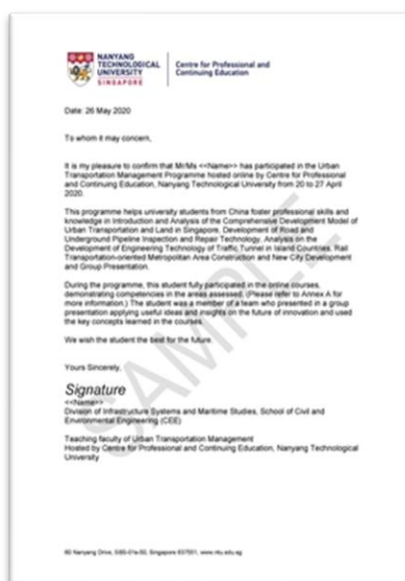 NANYANG
TECHNOLOGICAL
UNIVERSITY
SINGAPORE
Centre for Professional and
Continuing Education
Date: 26 May 2020
To whom it may concern,
It is my pleasure to confirm that Mr/Ms <<Name>> has participated in the Urban
Transportation Management Programme hosted online by Centre for Professional
and Continuing Education, Nanyang Technological University from 20 to 27 April
2020.
This programme helps university students from China foster professional skills and
knowledge in Introduction and Analysis of the Comprehensive Development Model of
Urban Transportation and Land in Singapore, Development of Road and
Underground Pipeline Inspection and Repair Technology, Analysis on the
Development of Engineering Technology of Traffic Tunnel in Island Countries, Rail
Transportation-oriented Metropolitan Area Construction and New City Development
and Group Presentation.
During the programme, this student fully participated in the online courses,
demonstrating competencies in the areas assessed. (Please refer to Annex A for
more information.) The student was a member of a team who presented in a group
presentation applying useful ideas and insights on the future of innovation and used
the key concepts learned in the courses.
We wish the student the best for the future.
Yours Sincerely,
Signature
<<Name>>
Division of Infrastructure Systems and Maritime Studies, School of Civil and
Environmental Engineering (CEE)
Teaching faculty of Urban Transportation Management
Hosted by Centre for Professional and Continuing Education, Nanyang Technological
University
SAMPLE
Nanyang Drive, Singapore 637551, www.ntu.edu.sg